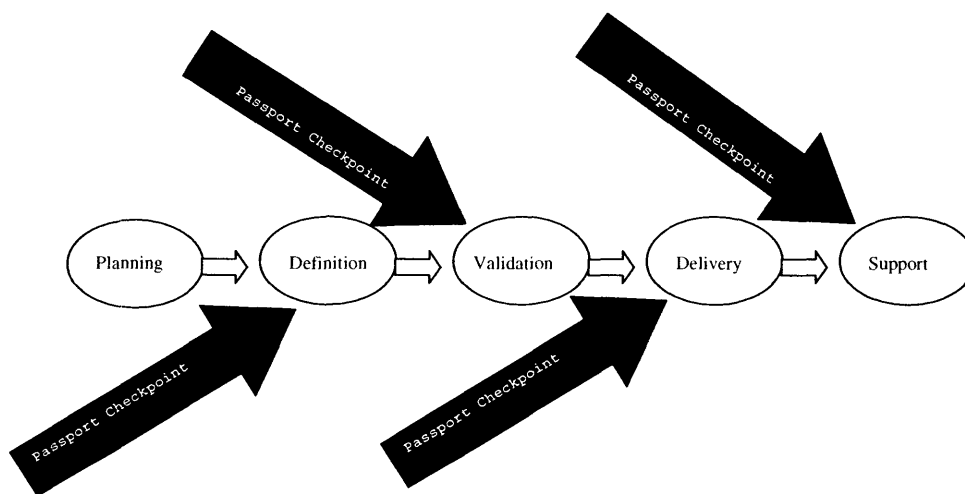 Passport Checkpoint
Passport Checkpoint
Planning
Definition
Validation
Delivery
Support
Passport Checkpoint
Passport Checkpoint